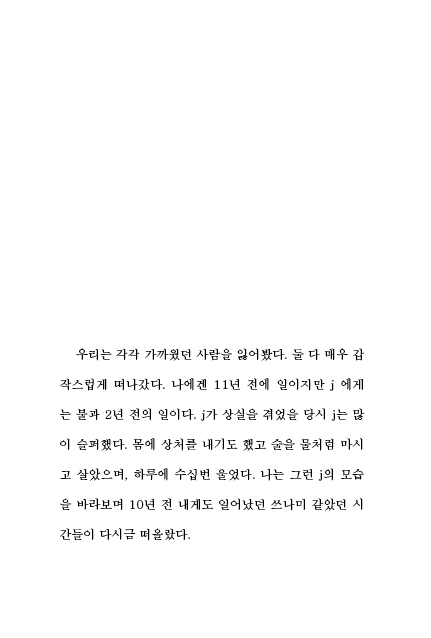 우리는 각각 가까웠던 사람을 잃어봤다. 둘 다 매우 갑
작스럽게 떠나갔다. 나에겐 11년 전에 일이지만 j 에게
는 불과 2년 전의 일이다. j가 상실을 겪었을 당시 j는 많
이 슬퍼했다. 몸에 상처를 내기도 했고 술을 물처럼 마시
고 살았으며, 하루에 수십번 울었다. 나는 그런 j의 모습
을 바라보며 10년 전 내게도 일어났던 쓰나미 같았던 시
간들이 다시금 떠올랐다.